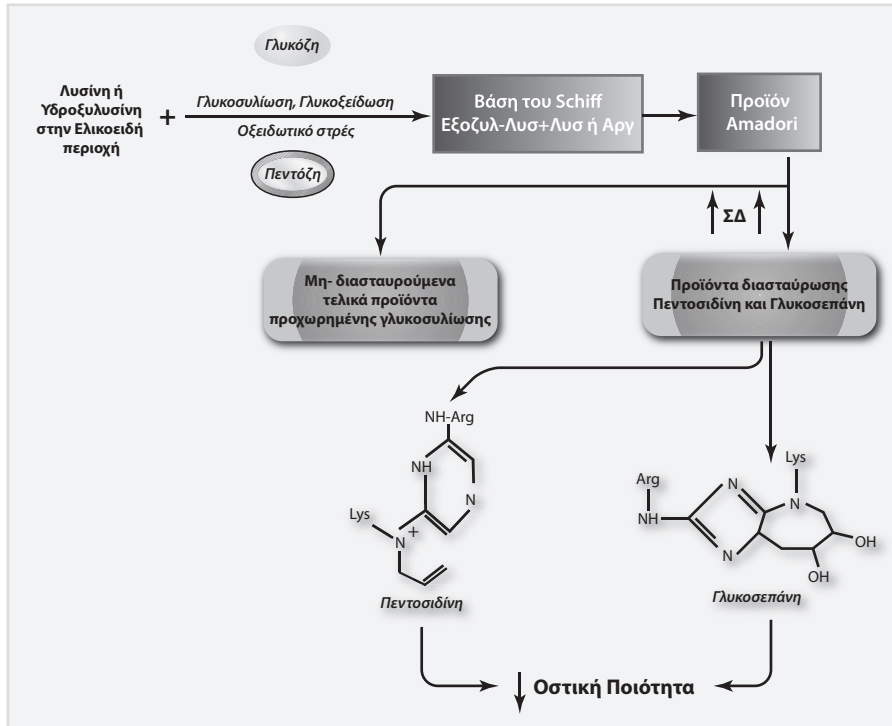 Γλυκόζη
Λυσίνη ή
Υδροξυλυσίνη
στην Ελικοειδή
περιοχή
+
Γλυκοσυλίωση, Γλυκοξείδωση
Οξειδωτικό στρές
Πεντόζη
Βάση του Schiff
Εξοζυλ-Λυσ+Λυσ ή Αργ
Προϊόν
Amadori
ΣΔ
Μη- διασταυρούμενα
τελικά προϊόντα
προχωρημένης γλυκοσυλίωσης
Προϊόντα διασταύρωσης
Πεντοσιδίνη και Γλυκοσεπάνη
NH-Arg
NH
N
Lys
N
+
Πεντοσιδίνη
Lys
Arg
N
N
NH
N
OH
OH
Γλυκοσεπάνη
Οστική Ποιότητα